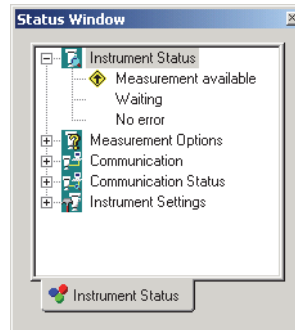 Status Window
Instrument Status
Measurement available
Waiting
No error
Measurement Options
Communication
Communication Status
Instrument Settings
Instrument Status